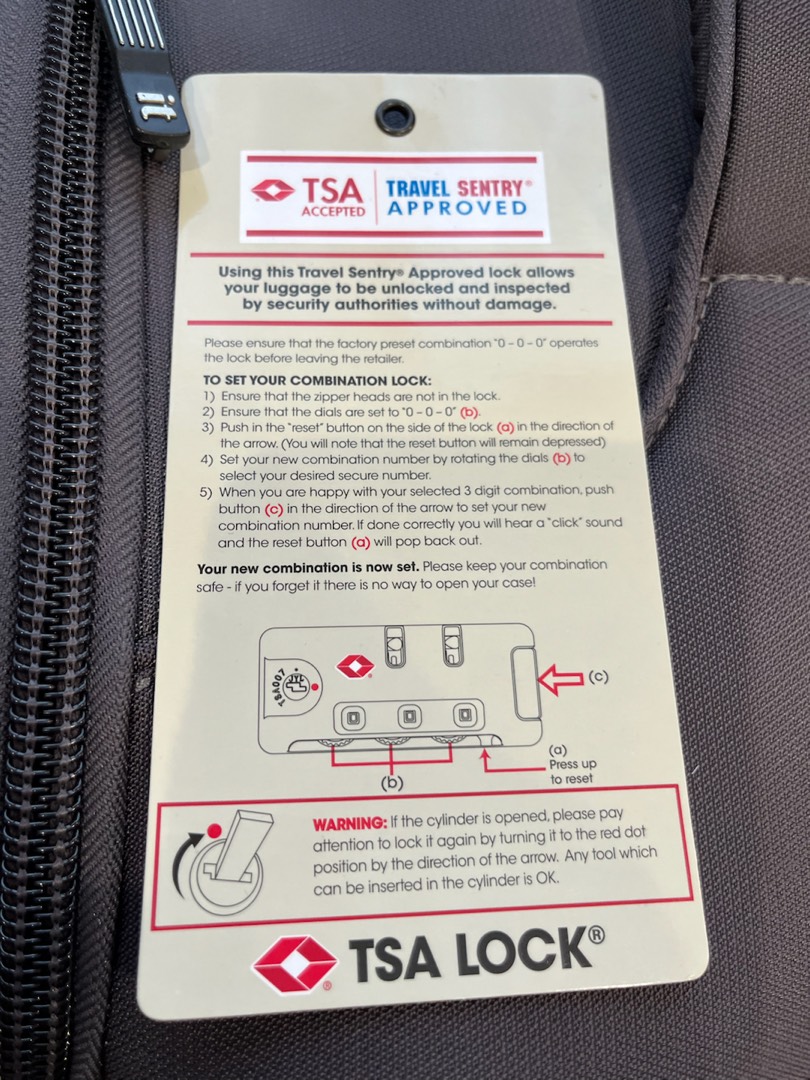 it
TSA
ACCEPTED
TRAVEL SENTRY®
APPROVED
Using this Travel Sentry® Approved lock allows
your luggage to be unlocked and inspected
by security authorities without damage.
Please ensure that the factory preset combination "0 – 0 – 0" operates
the lock before leaving the retailer.
TO SET YOUR COMBINATION LOCK:
1) Ensure that the zipper heads are not in the lock.
2) Ensure that the dials are set to "0 – 0 – 0" (b).
3) Push in the "reset" button on the side of the lock (a) in the direction of
the arrow. (You will note that the reset button will remain depressed)
4) Set your new combination number by rotating the dials (b) to
select your desired secure number.
5) When you are happy with your selected 3 digit combination, push
button (c) in the direction of the arrow to set your new
combination number. If done correctly you will hear a "click" sound
and the reset button (a) will pop back out.
Your new combination is now set. Please keep your combination
safe - if you forget it there is no way to open your case!
TSA007
JYL
(c)
(a)
Press up
to reset
(b)
WARNING: If the cylinder is opened, please pay
attention to lock it again by turning it to the red dot
position by the direction of the arrow. Any tool which
can be inserted in the cylinder is OK.
TSA LOCK®